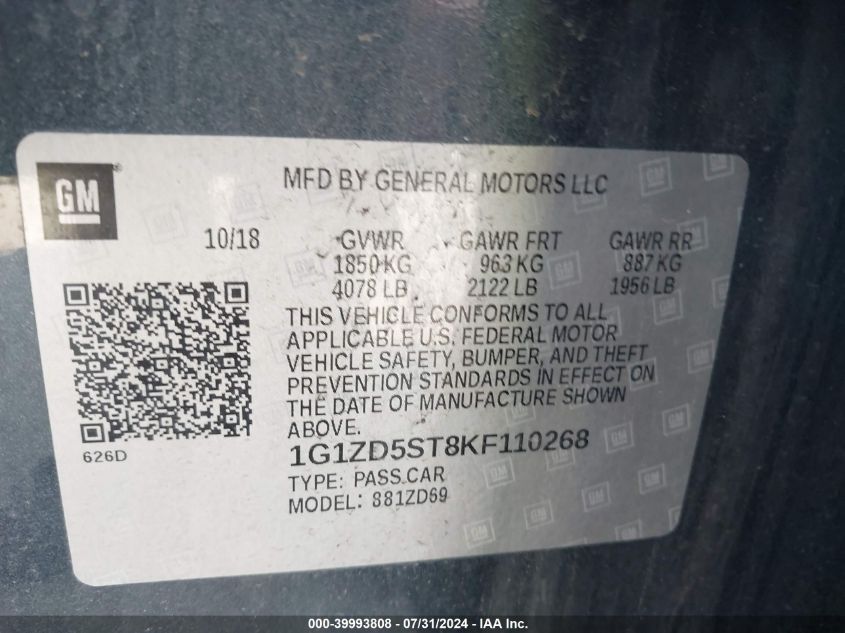 GM
MFD BY GENERAL MOTORS LLC
10/18 GVWR GAWR FRT GAWR RR
1850 KG 963 KG 887 KG
4078 LB 2122 LB 1956 LB
THIS VEHICLE CONFORMS TO ALL
APPLICABLE U.S. FEDERAL MOTOR
VEHICLE SAFETY, BUMPER, AND THEFT
PREVENTION STANDARDS IN EFFECT ON
THE DATE OF MANUFACTURE SHOWN
ABOVE.
626D
1G1ZD5ST8KF110268
TYPE: PASS.CAR
MODEL: 881ZD69
000-39993808 - 07/31/2024 - IAA Inc.